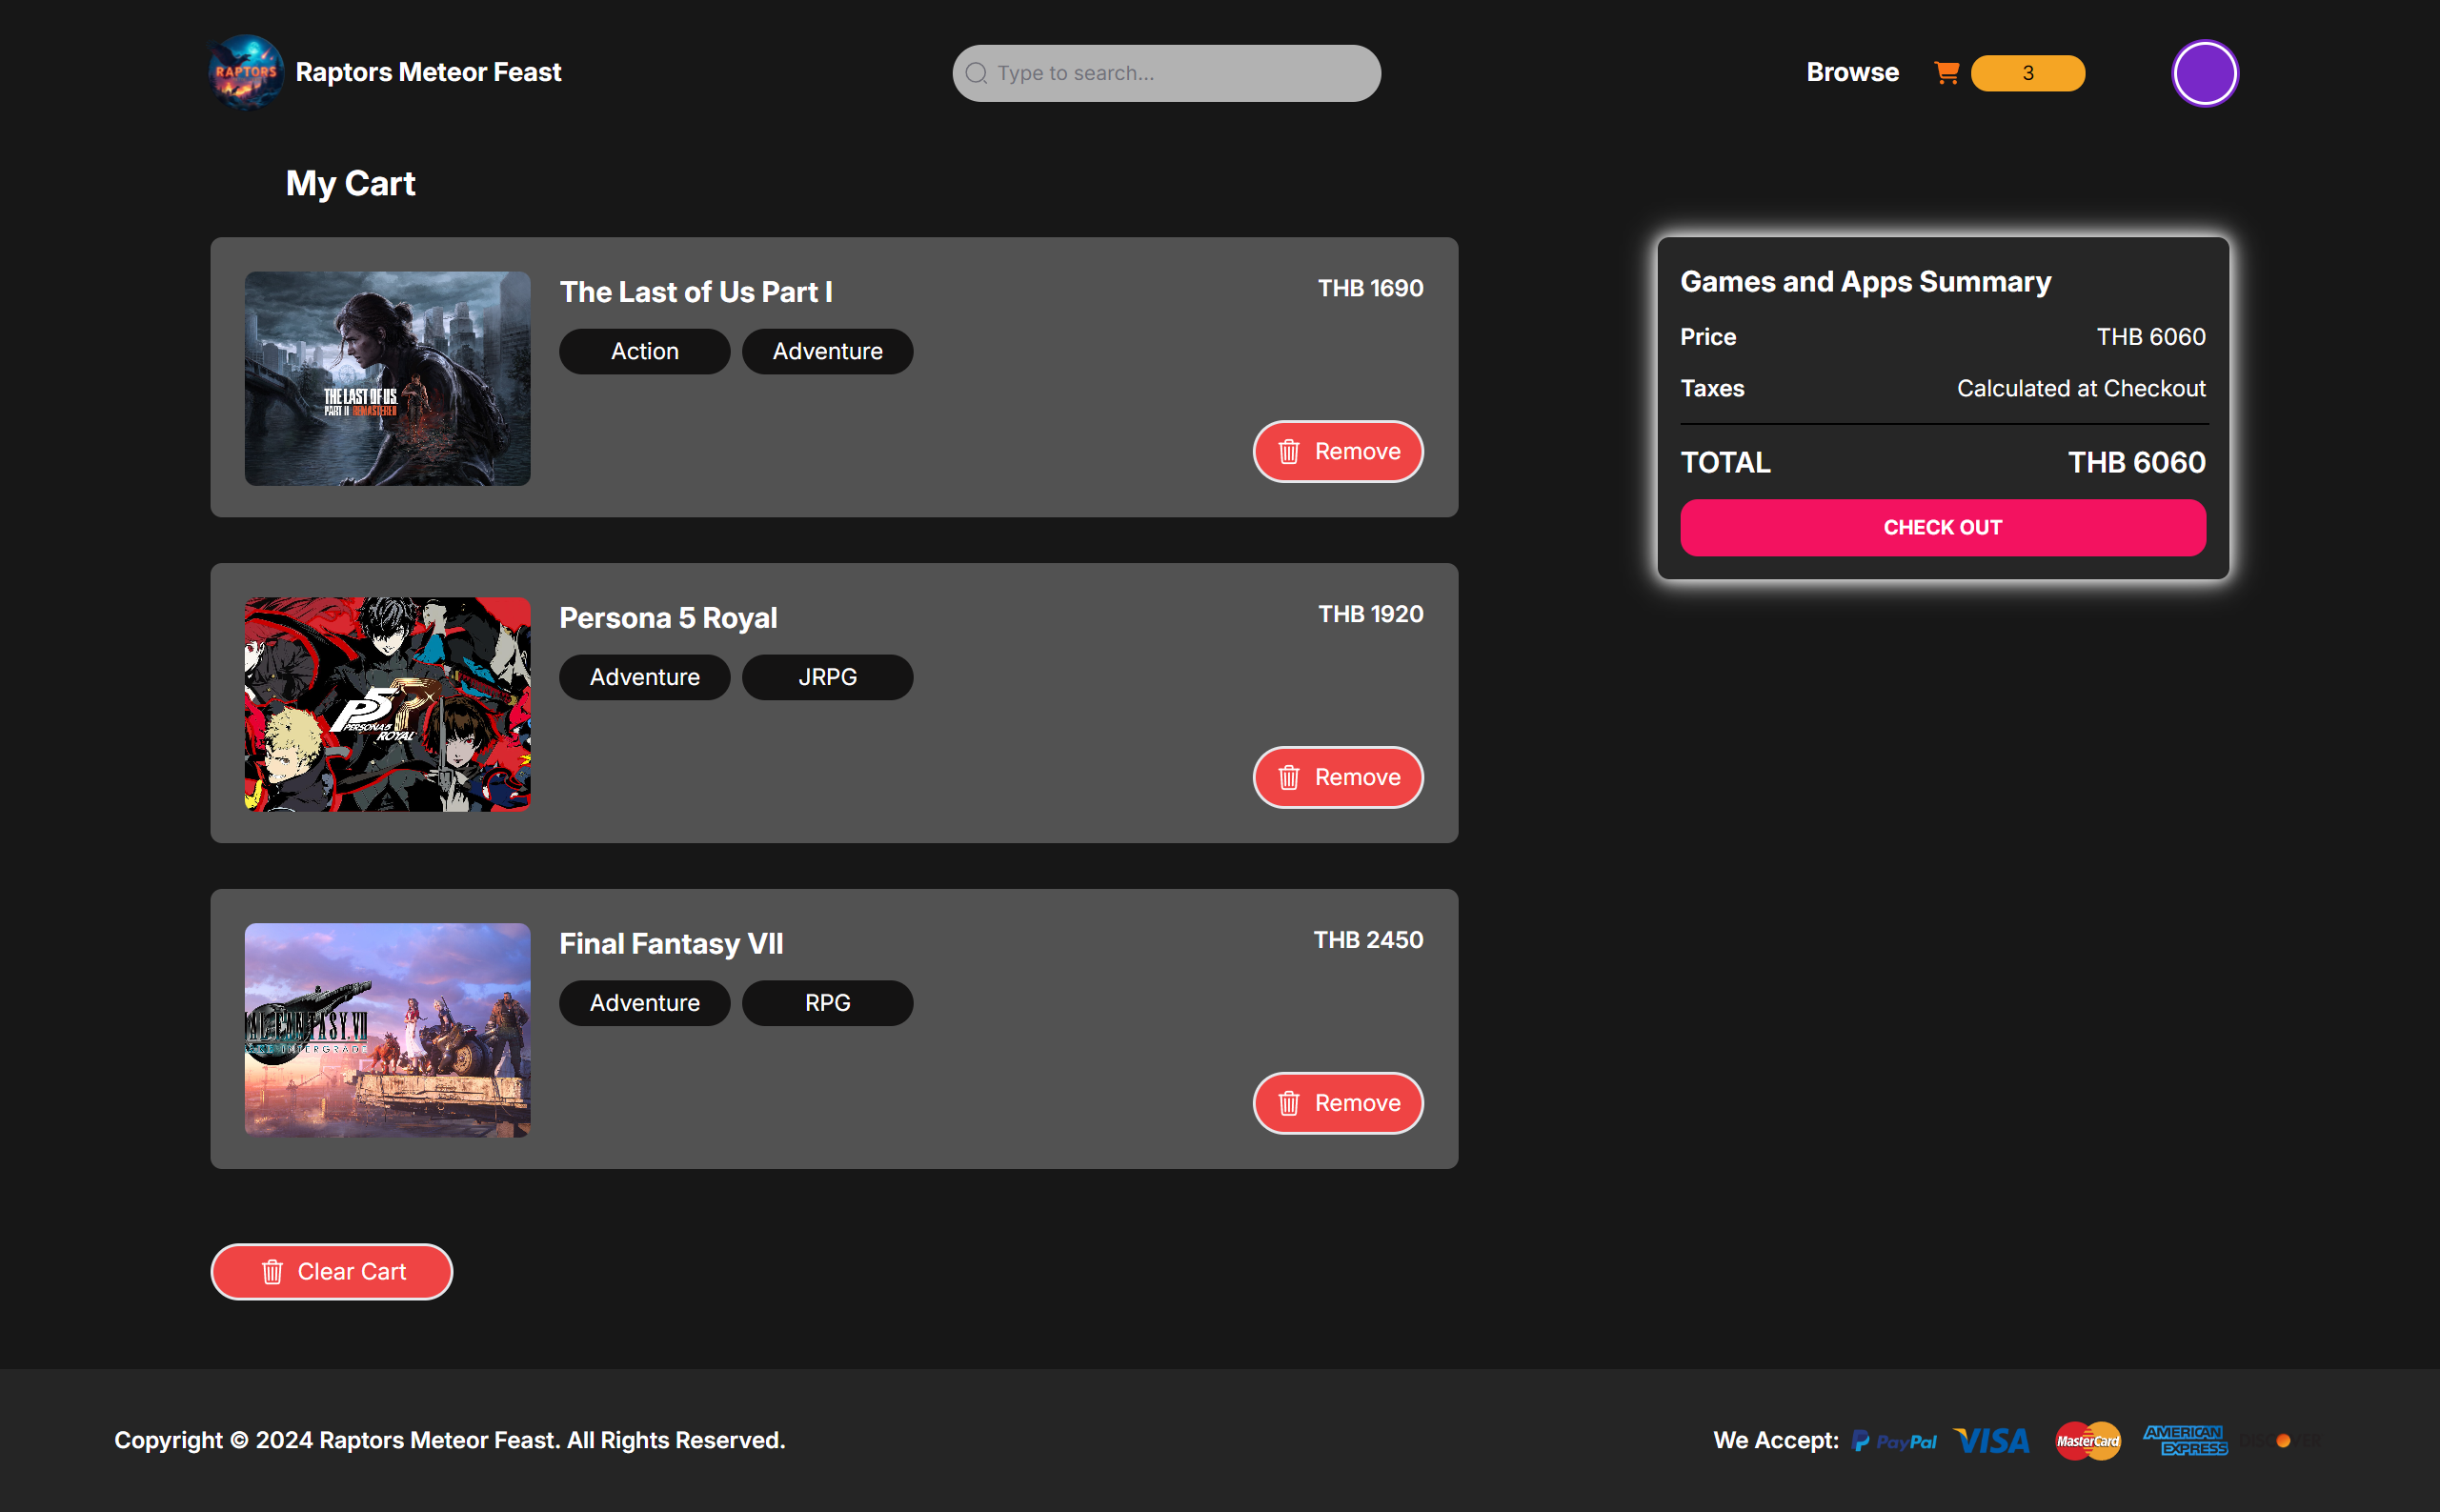 RAPTORS
Raptors Meteor Feast
Type to search...
Browse
3
My Cart
The Last of Us Part I
THB 1690
Action
Adventure
THE LAST OF US
PART II REMASTERED
Remove
Persona 5 Royal
THB 1920
Adventure
JRPG
P5R
PERSONA5
ROYAL
Remove
Final Fantasy VII
THB 2450
Adventure
RPG
FANTASY.VII
INTERGRADE
Remove
Clear Cart
Games and Apps Summary
Price
THB 6060
Taxes
Calculated at Checkout
TOTAL
THB 6060
CHECK OUT
Copyright © 2024 Raptors Meteor Feast. All Rights Reserved.
We Accept:
PayPal
VISA
MasterCard
AMERICAN
EXPRESS
DISCOVER